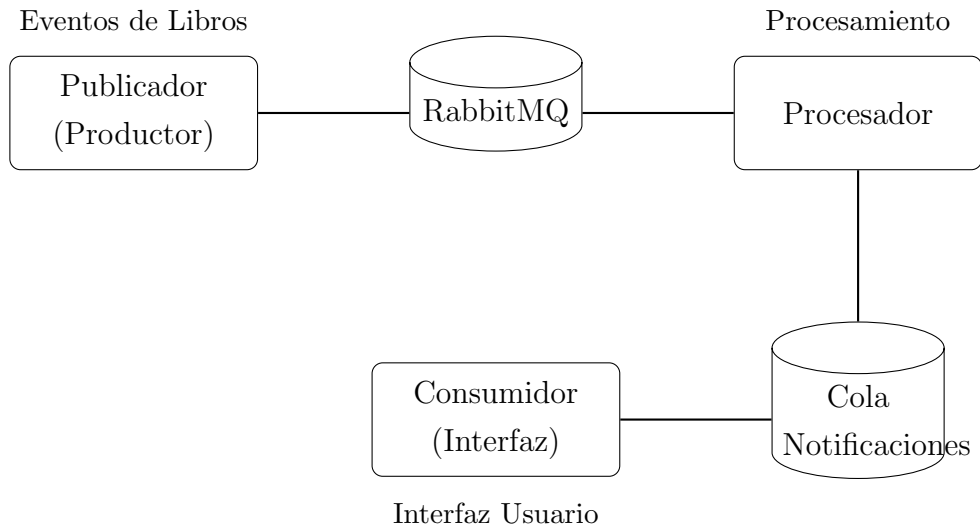 Eventos de Libros
Publicador
(Productor)
RabbitMQ
Procesamiento
Procesador
Cola
Notificaciones
Consumidor
(Interfaz)
Interfaz Usuario